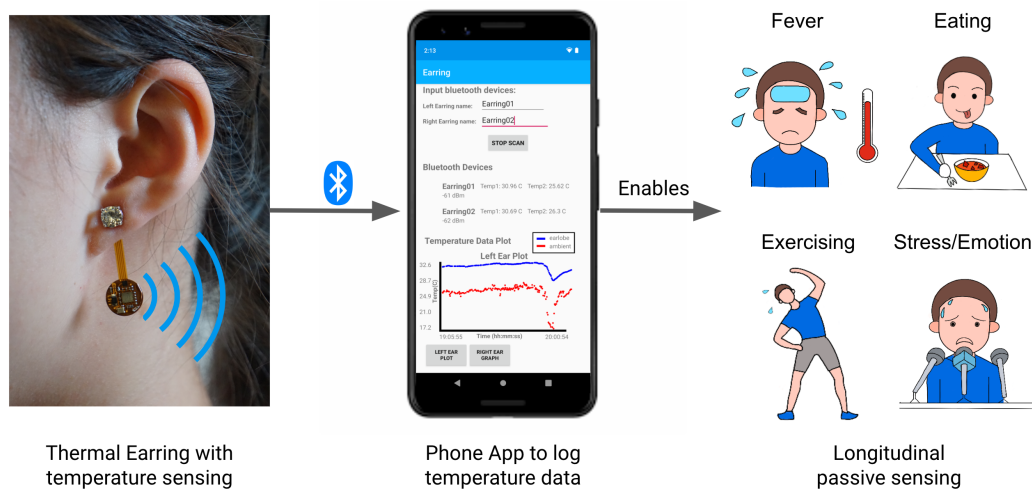 Fever
Eating
2:13
Earring
Input bluetooth devices:
Left Earring name: Earring01
Right Earring name: Earring02
STOP SCAN
Bluetooth Devices
Earring01 Temp1: 30.96 C Temp2: 25.62 C
-61 dBm
Earring02 Temp1: 30.69 C Temp2: 26.3 C
-62 dBm
Enables
Temperature Data Plot
earlobe
ambient
Left Ear Plot
32.6
28.7
24.9
21.0
17.2
Temp(C)
19:05:55 Time (hh:mm:ss) 20:00:54
LEFT EAR
PLOT
RIGHT EAR
GRAPH
Exercising
Stress/Emotion
Thermal Earring with
temperature sensing
Phone App to log
temperature data
Longitudinal
passive sensing